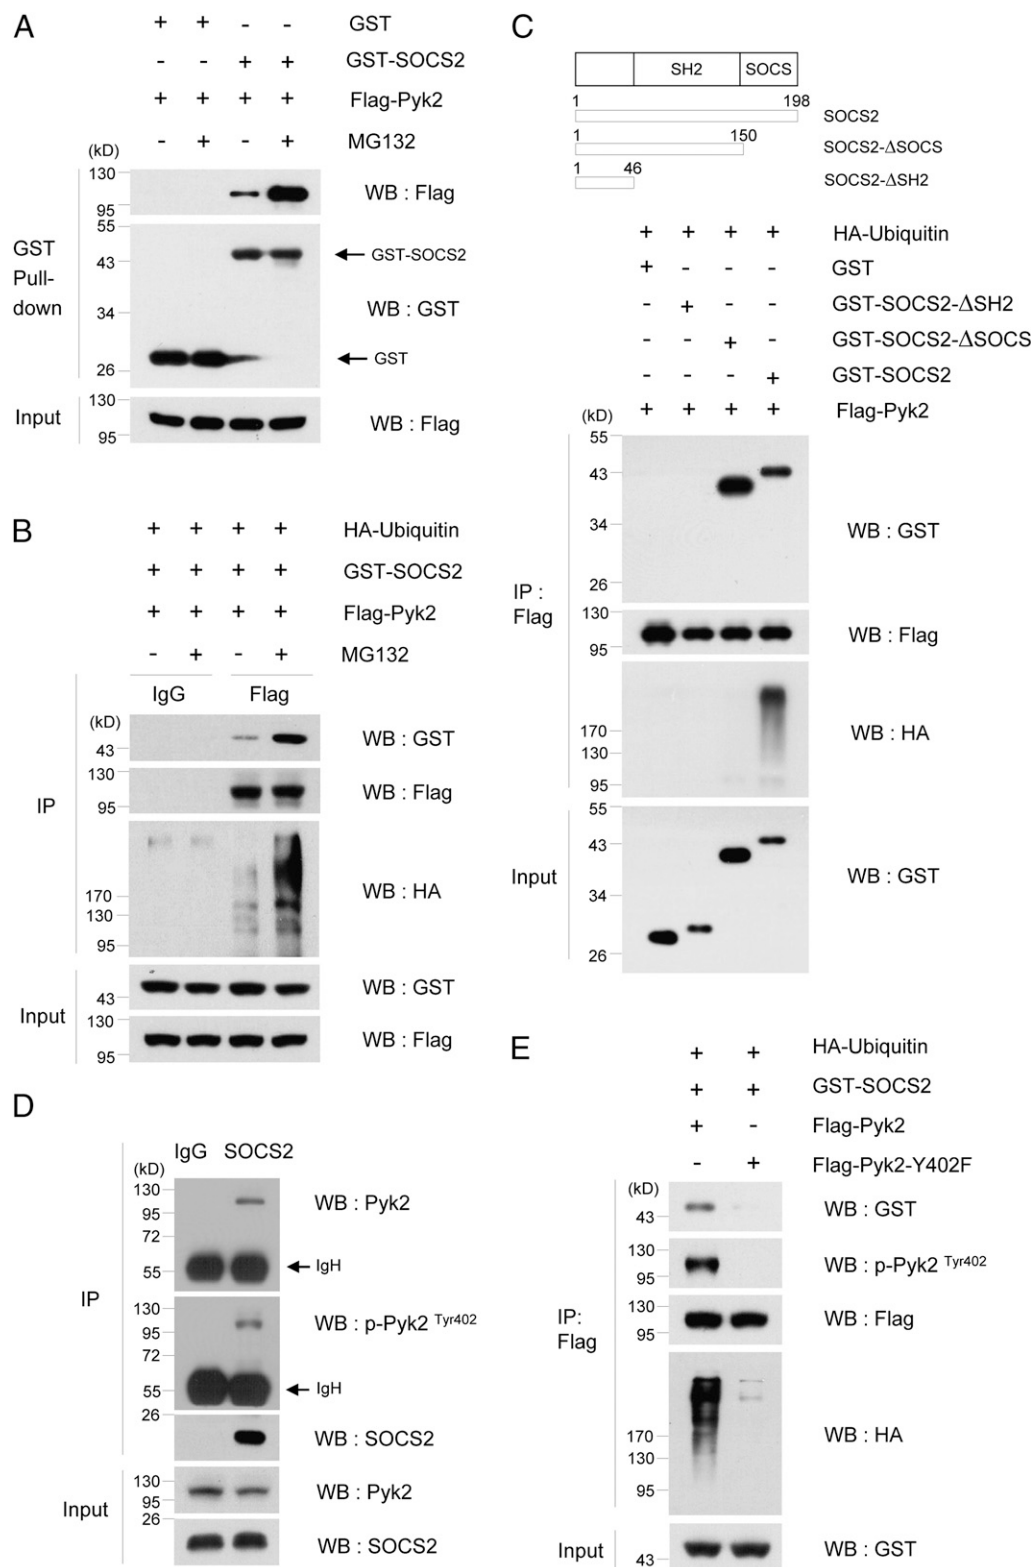 A
+ + - - GST
- - + + GST-SOCS2
+ + + + Flag-Pyk2
- + - + MG132
(kD)
130
95
WB : Flag
GST
Pull-
down
55
43
34
26
GST-SOCS2
WB : GST
GST
Input
130
95
WB : Flag
B
+ + + + HA-Ubiquitin
+ + + + GST-SOCS2
+ + + + Flag-Pyk2
- + - + MG132
IgG Flag
(kD)
IP
43
WB : GST
130
95
WB : Flag
170
130
95
WB : HA
Input
43
WB : GST
130
95
WB : Flag
C
SH2 SOCS
1 198
SOCS2
1 150
SOCS2-ΔSOCS
1 46
SOCS2-ΔSH2
+ + + + HA-Ubiquitin
+ - - - GST
- + - - GST-SOCS2-ΔSH2
- - + - GST-SOCS2-ΔSOCS
- - - + GST-SOCS2
+ + + + Flag-Pyk2
(kD)
IP :
Flag
55
43
34
26
WB : GST
130
95
WB : Flag
170
130
95
WB : HA
Input
55
43
34
26
WB : GST
D
IgG SOCS2
(kD)
IP
130
95
72
55
WB : Pyk2
IgH
130
95
72
55
WB : p-Pyk2 Tyr402
IgH
26
WB : SOCS2
Input
130
95
WB : Pyk2
26
WB : SOCS2
E
+ + HA-Ubiquitin
+ + GST-SOCS2
+ - Flag-Pyk2
- + Flag-Pyk2-Y402F
(kD)
IP:
Flag
43
WB : GST
130
95
WB : p-Pyk2 Tyr402
130
95
WB : Flag
170
130
95
WB : HA
Input
43
WB : GST